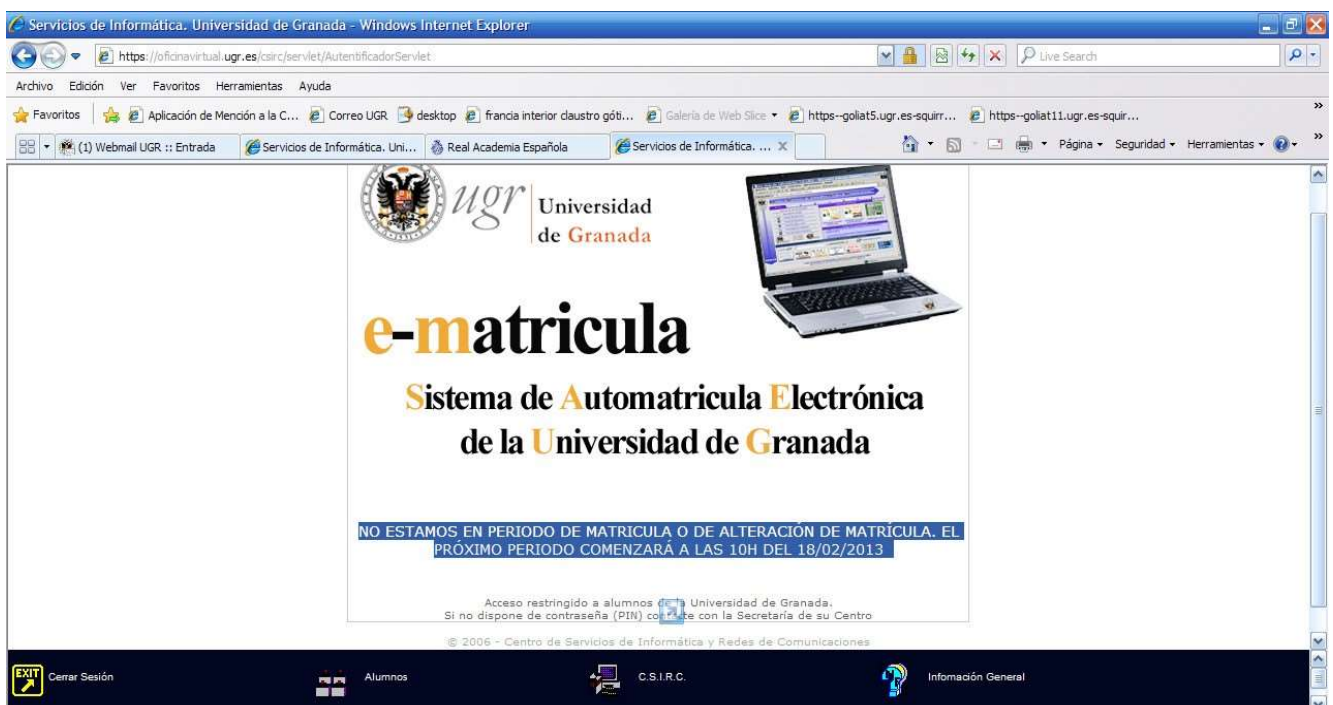 Servicios de Informática. Universidad de Granada - Windows Internet Explorer
https://oficinavirtual.ugr.es/csirc/servlet/AutentificadorServlet
Live Search
Archivo Edición Ver Favoritos Herramientas Ayuda
Favoritos Aplicación de Mención a la C... Correo UGR desktop francia interior claustro góti... Galería de Web Slice https--goliat5.ugr.es-squirr... https--goliat11.ugr.es-squir...
(1) Webmail UGR :: Entrada Servicios de Informática. Uni... Real Academia Española Servicios de Informática. ... X Página Seguridad Herramientas
ugr Universidad
de Granada
e-matricula
Sistema de Automatricula Electrónica
de la Universidad de Granada
NO ESTAMOS EN PERIODO DE MATRICULA O DE ALTERACIÓN DE MATRÍCULA. EL
PRÓXIMO PERIODO COMENZARÁ A LAS 10H DEL 18/02/2013
Acceso restringido a alumnos de la Universidad de Granada.
Si no dispone de contraseña (PIN) con la Secretaría de su Centro
© 2006 - Centro de Servicios de Informática y Redes de Comunicaciones
EXIT Cerrar Sesión Alumnos C.S.I.R.C. Información General